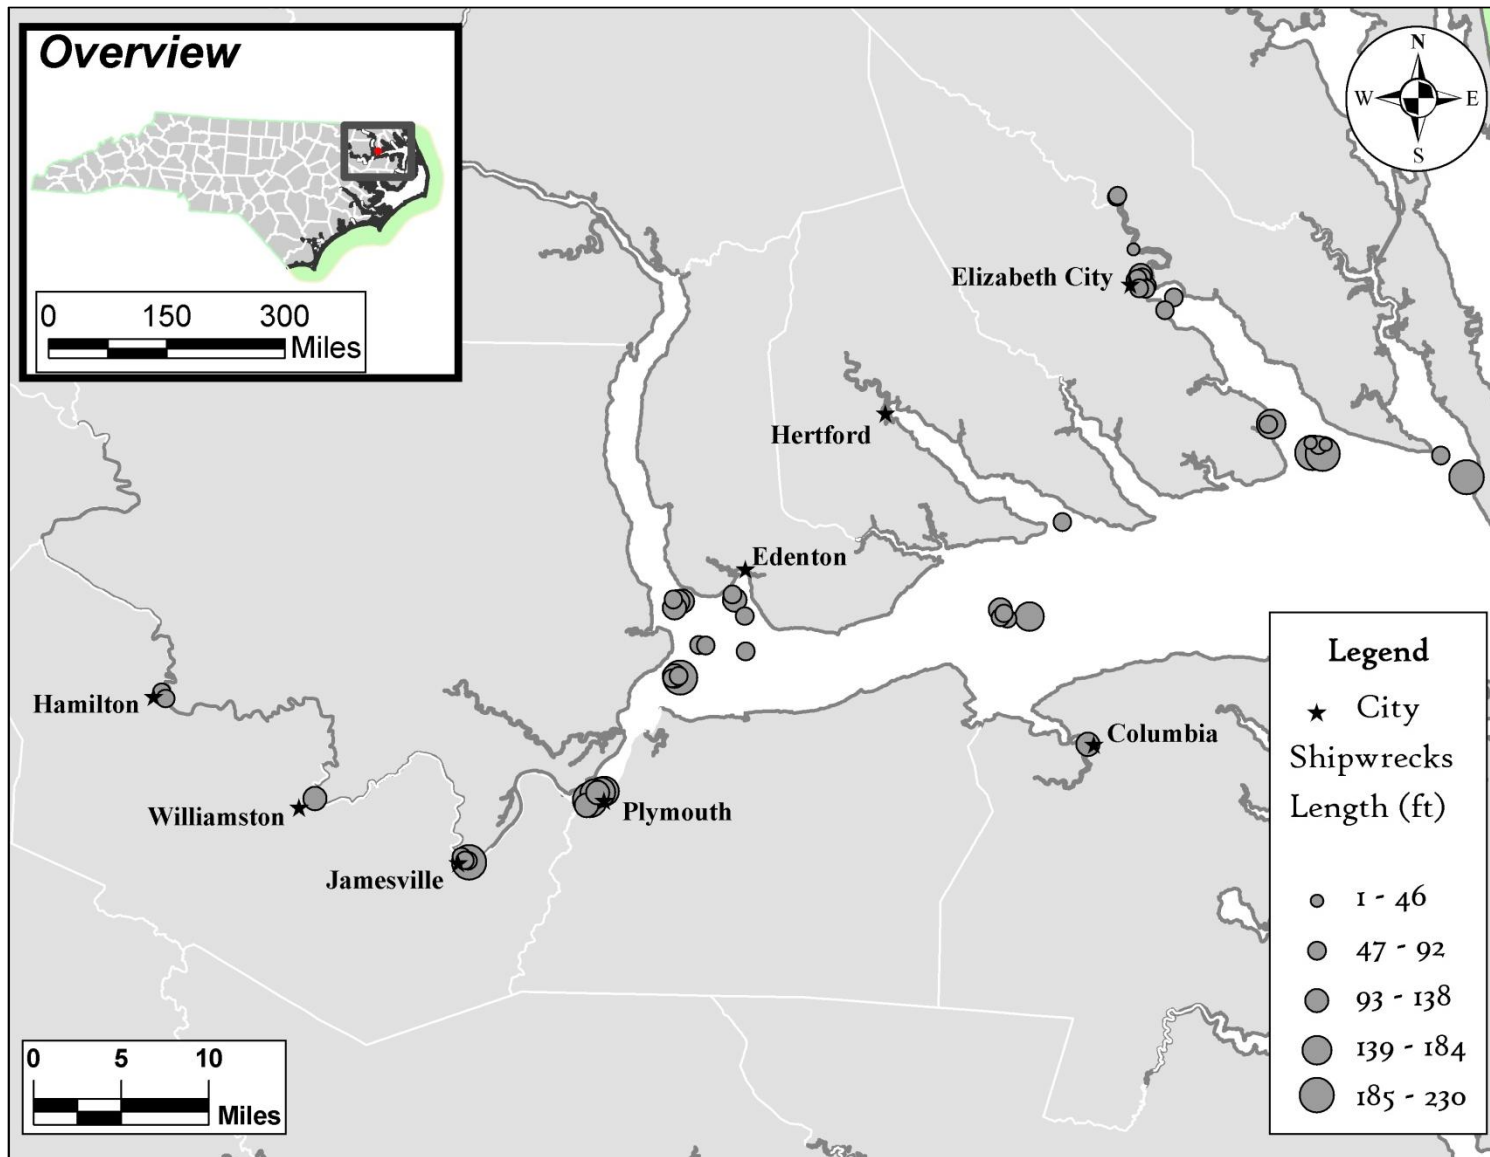 Overview
0 150 300
Miles
N
W E
S
Elizabeth City
Hertford
Edenton
Hamilton
Columbia
Williamston
Plymouth
Jamesville
Legend
City
Shipwrecks
Length (ft)
1 - 46
47 - 92
93 - 138
139 - 184
185 - 230
0 5 10
Miles